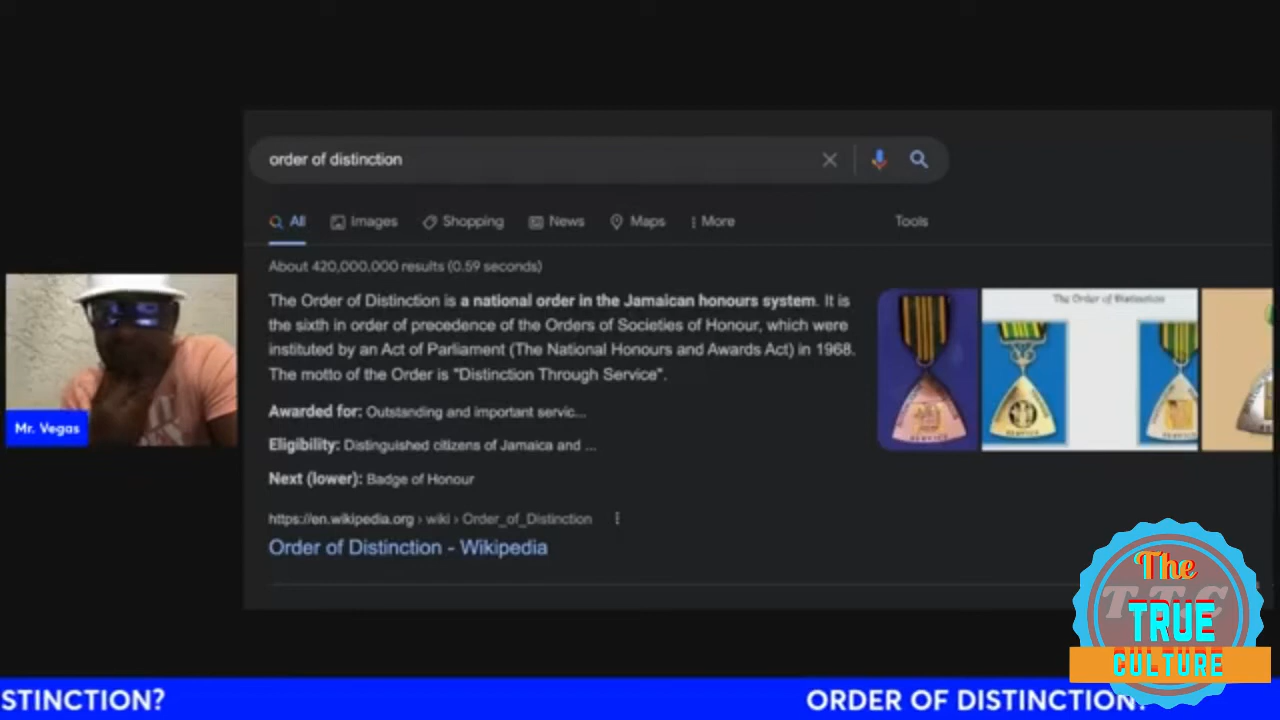 order of distinction
All Images Shopping News Maps More Tools
About 420,000,000 results (0.59 seconds)
The Order of Distinction is a national order in the Jamaican honours system. It is
the sixth in order of precedence of the Orders of Societies of Honour, which were
instituted by an Act of Parliament (The National Honours and Awards Act) in 1968.
The motto of the Order is "Distinction Through Service".
Awarded for: Outstanding and important servic...
Eligibility: Distinguished citizens of Jamaica and ...
Next (lower): Badge of Honour
https://en.wikipedia.org › wiki › Order_of_Distinction
Order of Distinction - Wikipedia
The Order of Distinction
SERVICE
SERVICE
SERVICE
Mr. Vegas
The
T.T.C
TRUE
CULTURE
STINCTION? ORDER OF DISTINCTION?